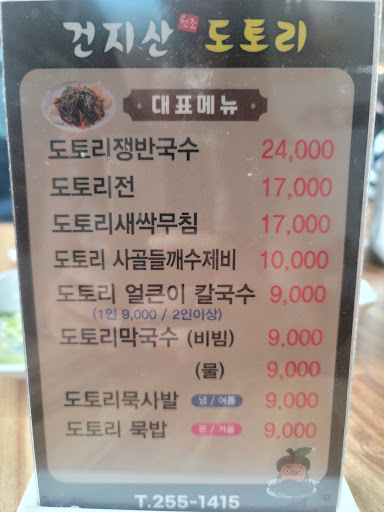 건지산 원조 도토리
대표메뉴
도토리쟁반국수 24,000
도토리전 17,000
도토리새싹무침 17,000
도토리 사골들깨수제비 10,000
도토리 얼큰이 칼국수 9,000
(1인 9,000 / 2인이상)
도토리막국수 (비빔) 9,000
(물) 9,000
도토리묵사발 냉 / 여름 9,000
도토리 묵밥 온 / 겨울 9,000
T.255-1415